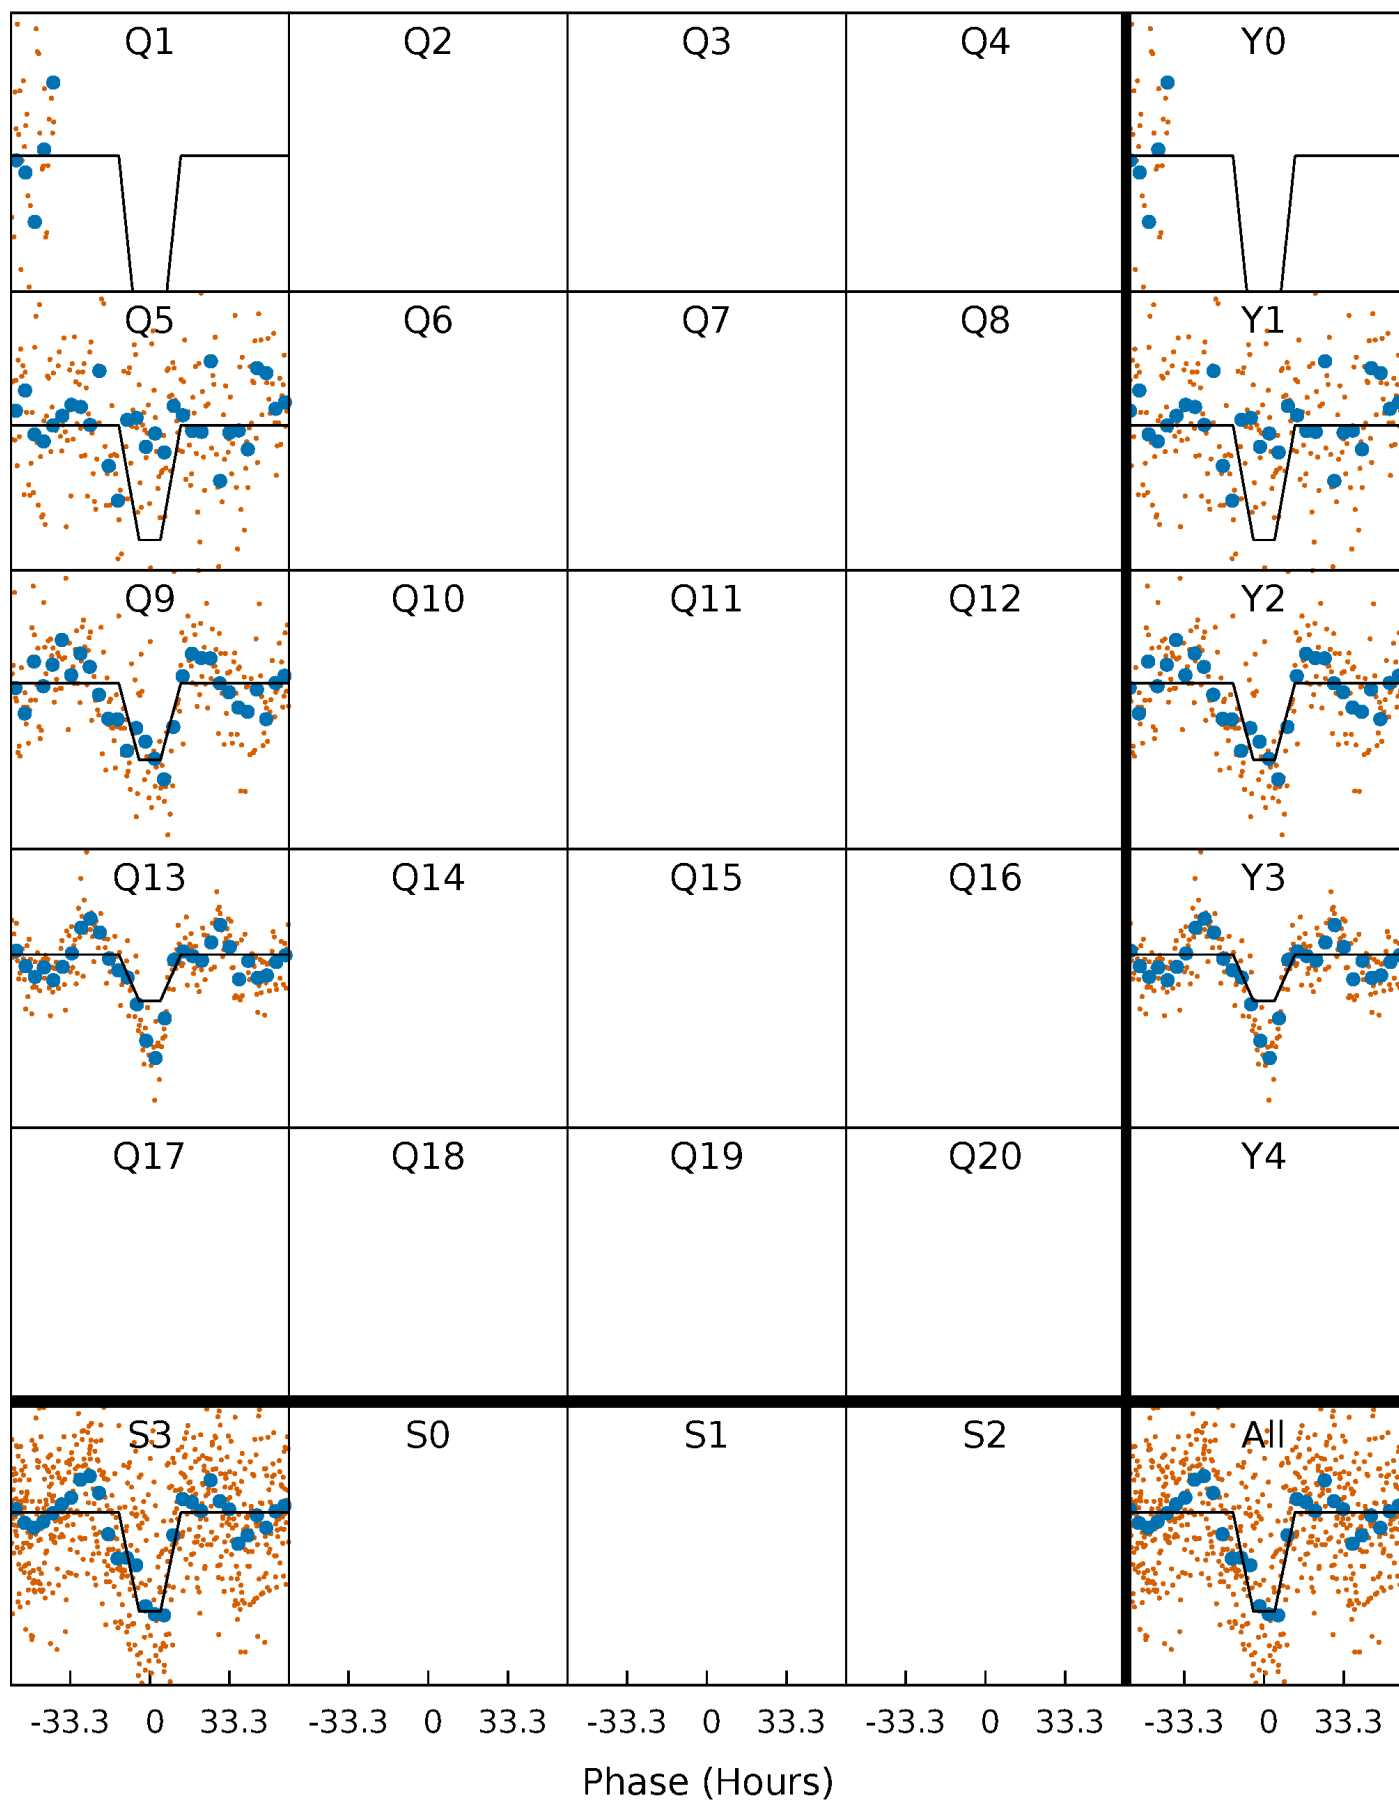 Q1 Q2 Q3 Q4 Y0
Q5 Q6 Q7 Q8 Y1
Q9 Q10 Q11 Q12 Y2
Q13 Q14 Q15 Q16 Y3
Q17 Q18 Q19 Q20 Y4
S3 S0 S1 S2 All
-33.3 0 33.3 -33.3 0 33.3 -33.3 0 33.3 -33.3 0 33.3 -33.3 0 33.3
Phase (Hours)